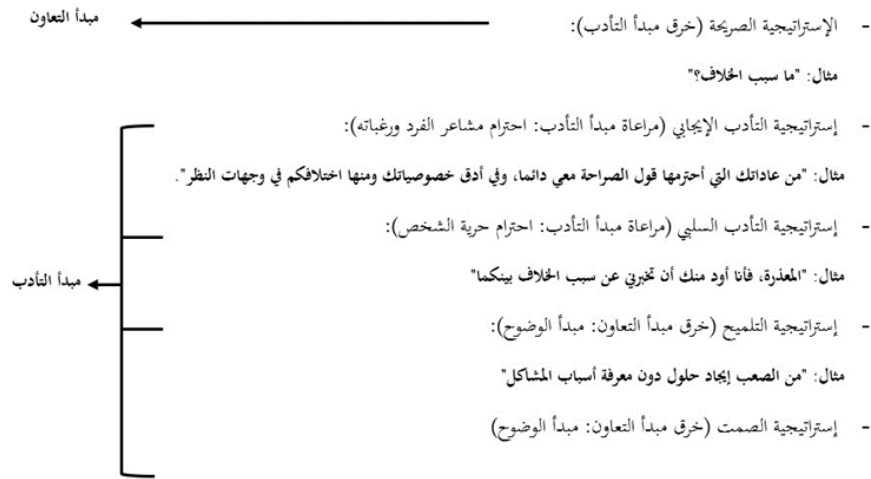 - الإستراتيجية الصريحة (خرق مبدأ التأدب):
مبدأ التعاون
مثال: "ما سبب الخلاف؟"
- إستراتيجية التأدب الإيجابي (مراعاة مبدأ التأدب: احترام مشاعر الفرد ورغباته):
مثال: "من عاداتك التي أحترمها قول الصراحة معي دائما، وفي أدق خصوصياتك ومنها اختلافكم في وجهات النظر".
- إستراتيجية التأدب السلبي (مراعاة مبدأ التأدب: احترام حرية الشخص):
مثال: "المعذرة، فأنا أود منك أن تخبرني عن سبب الخلاف بينكما"
مبدأ التأدب
- إستراتيجية التلميح (خرق مبدأ التعاون: مبدأ الوضوح):
مثال: "من الصعب إيجاد حلول دون معرفة أسباب المشاكل"
- إستراتيجية الصمت (خرق مبدأ التعاون: مبدأ الوضوح)